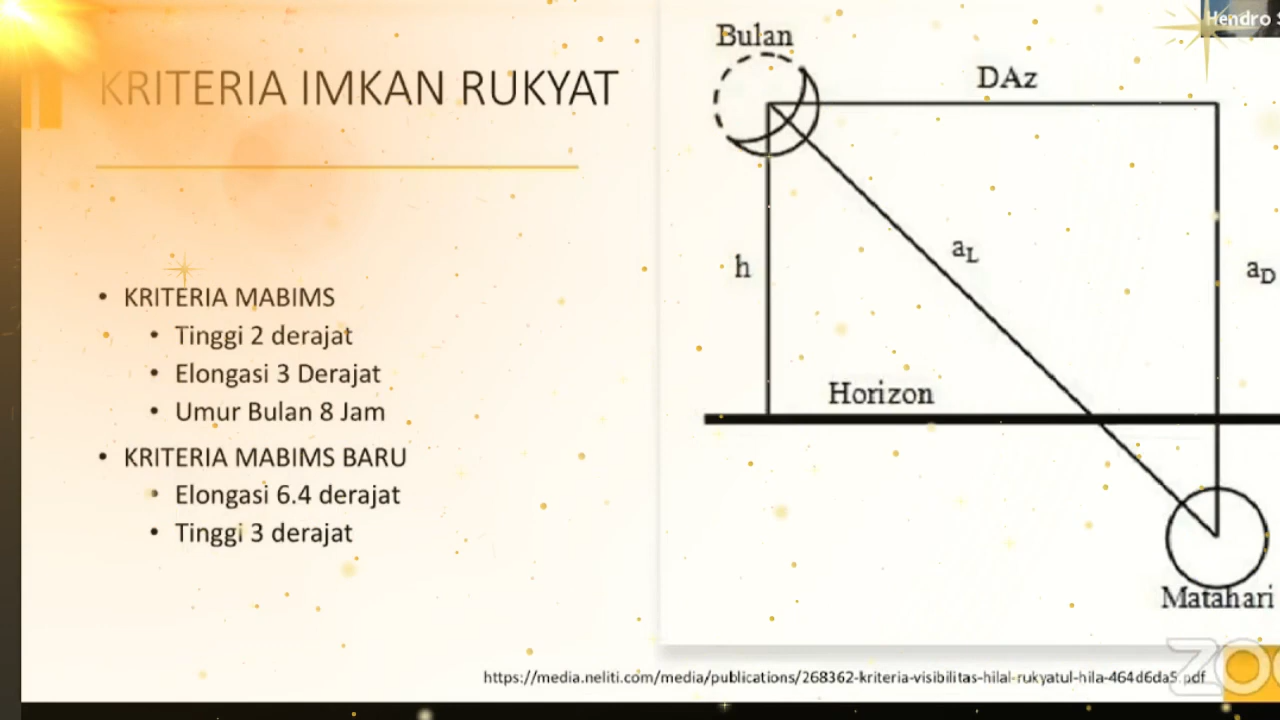 KRITERIA IMKAN RUKYAT
• KRITERIA MABIMS
• Tinggi 2 derajat
• Elongasi 3 Derajat
• Umur Bulan 8 Jam
• KRITERIA MABIMS BARU
• Elongasi 6.4 derajat
• Tinggi 3 derajat
Hendro S
Bulan
DAz
h
aL
aD
Horizon
Matahari
https://media.neliti.com/media/publications/268362-kriteria-visibilitas-hilal-rukyatul-hila-464d6da5.pdf